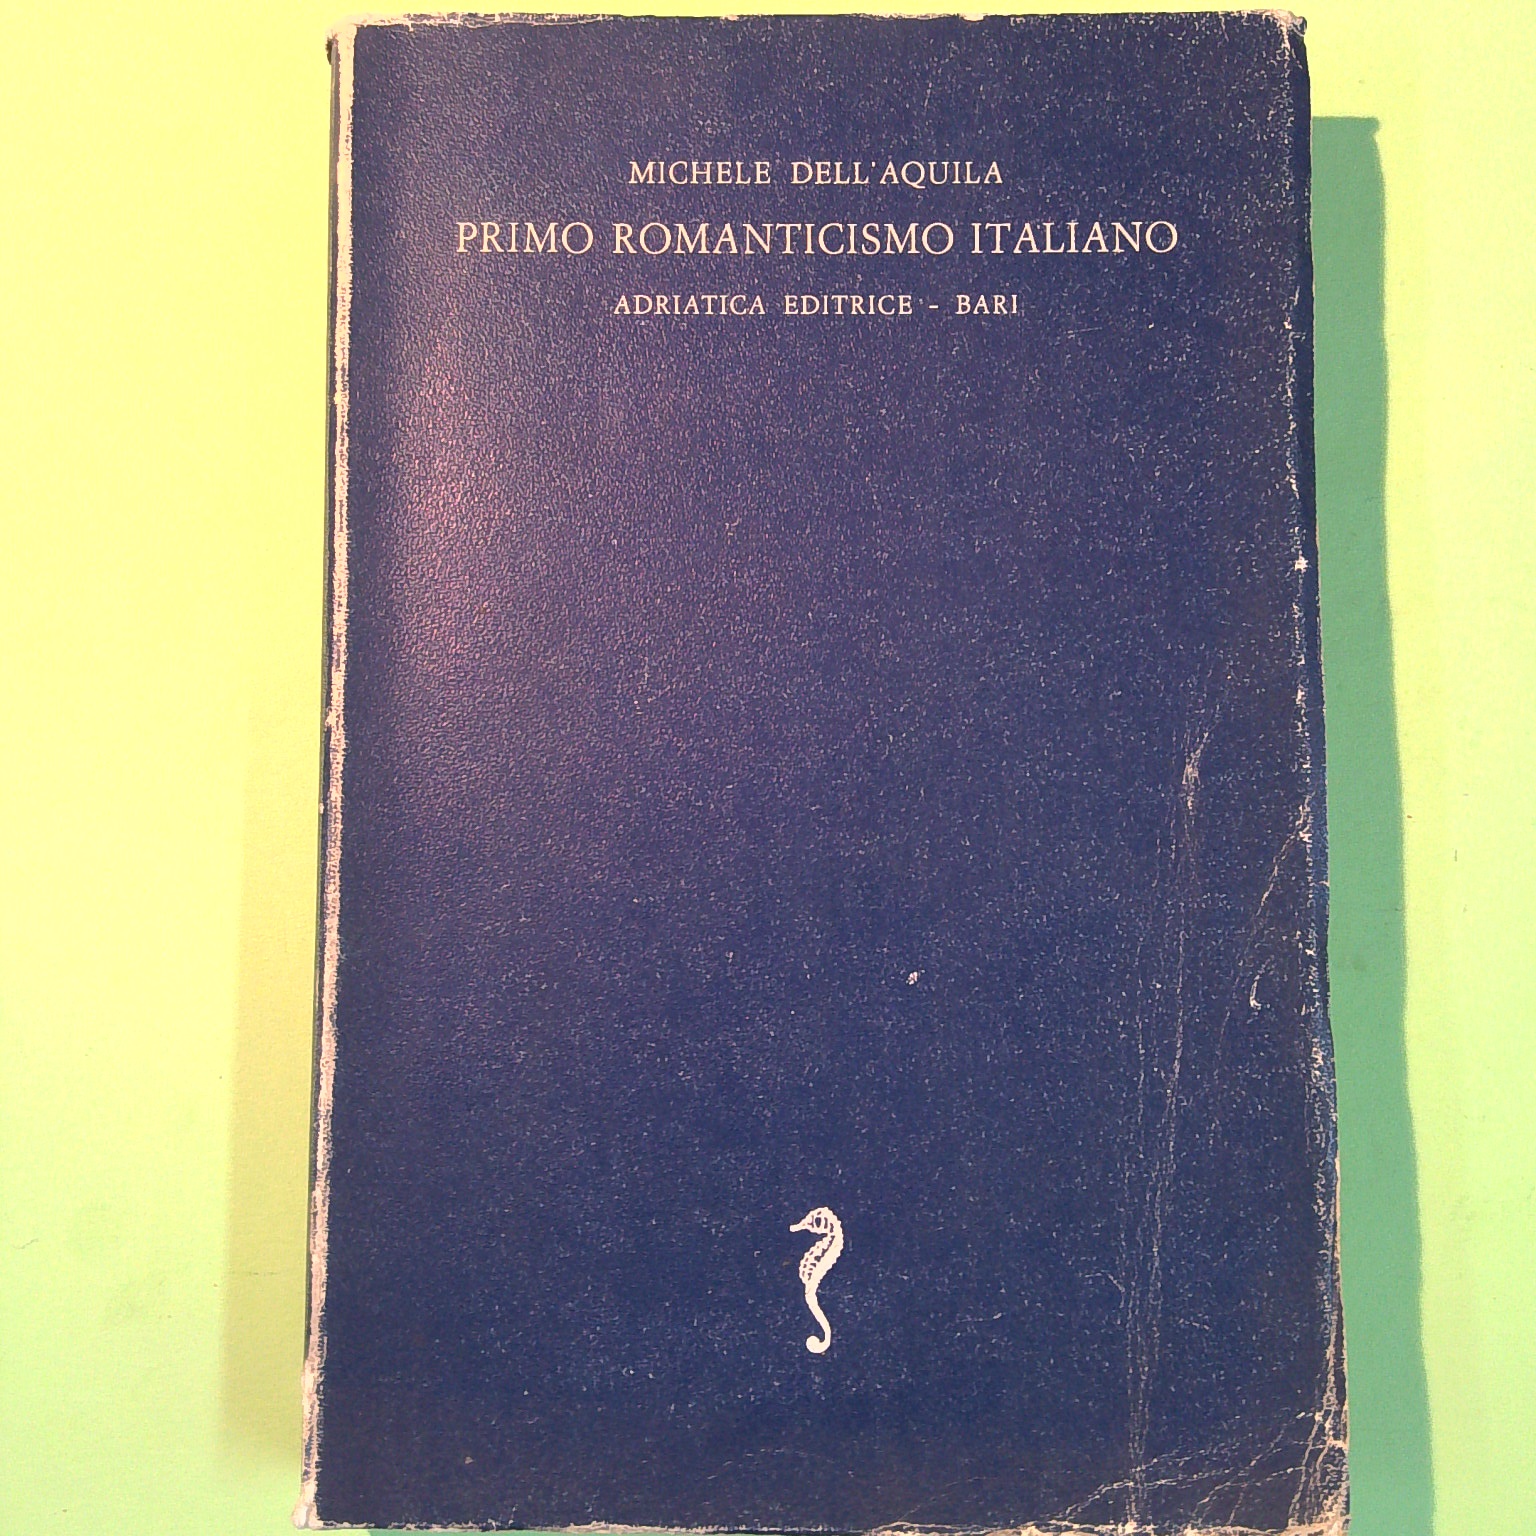 MICHELE DELL'AQUILA
PRIMO ROMANTICISMO ITALIANO
ADRIATICA EDITRICE - BARI